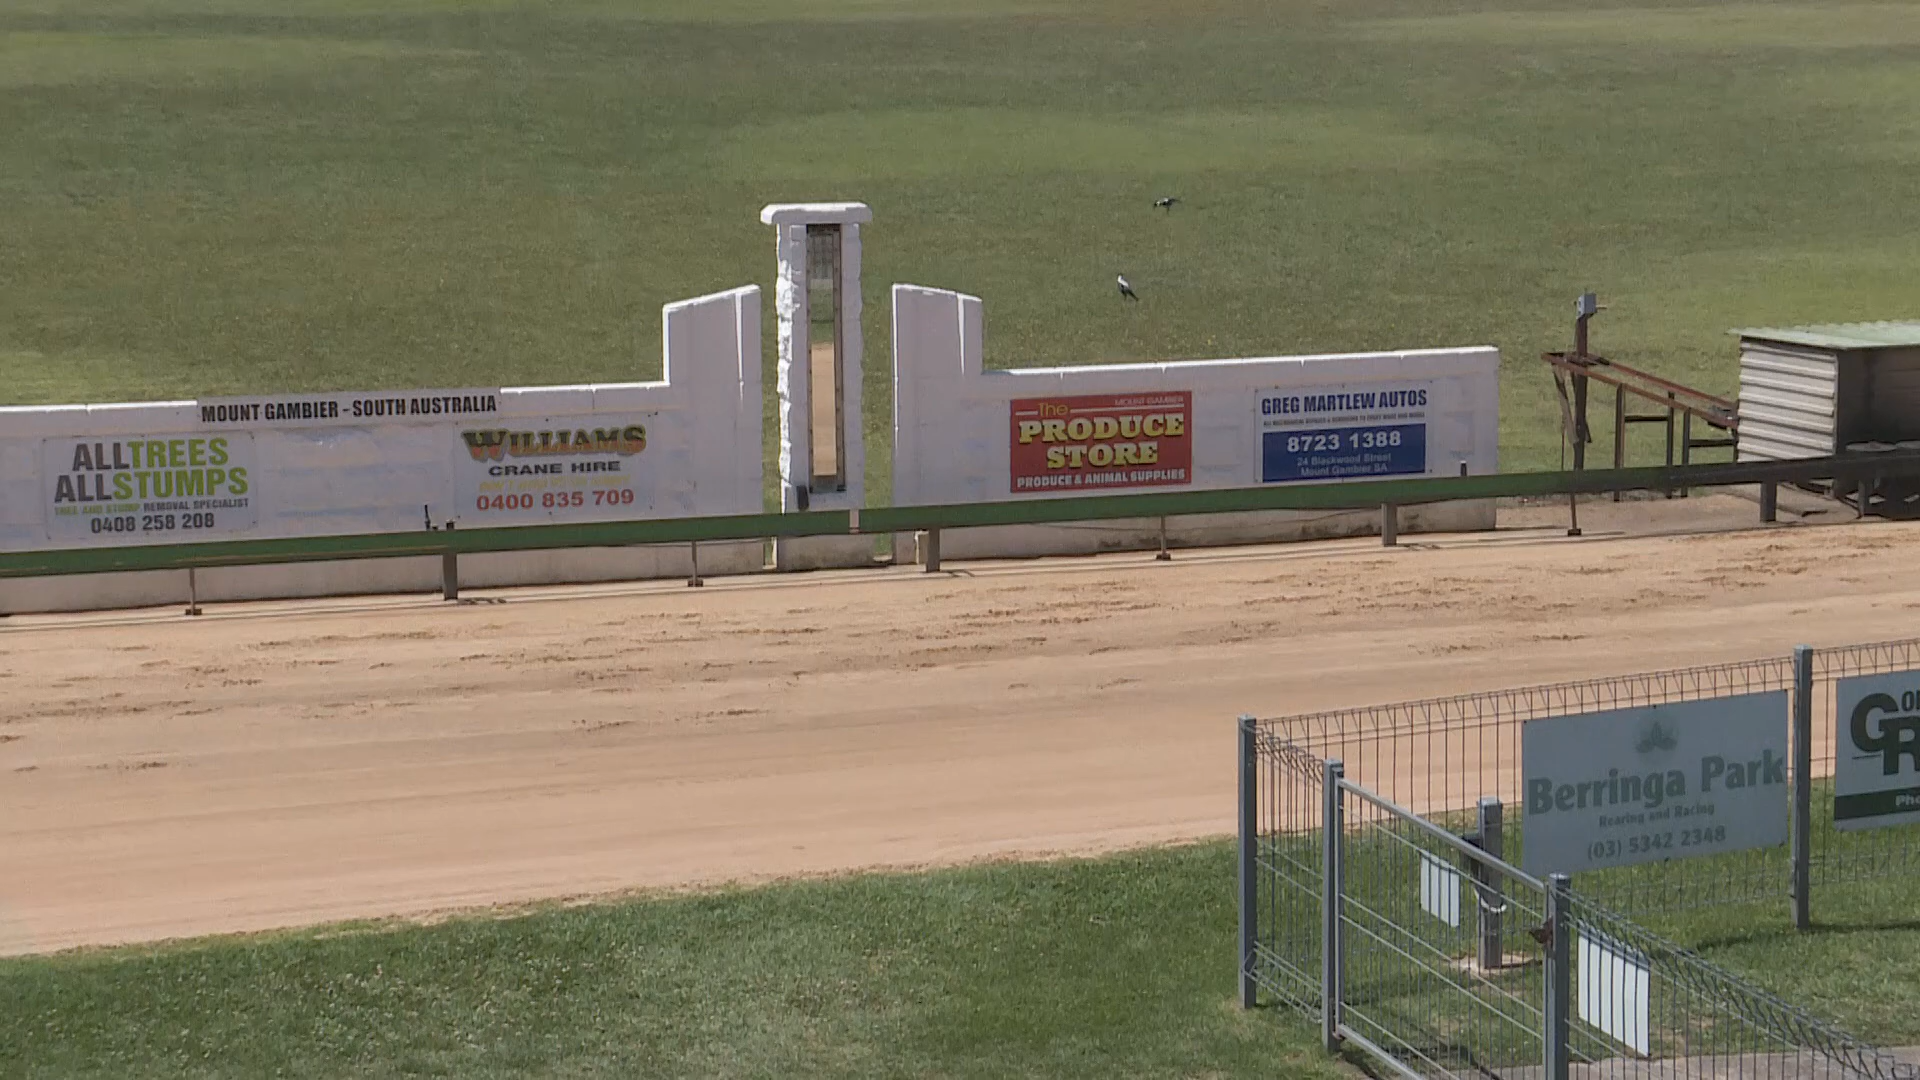 MOUNT GAMBIER - SOUTH AUSTRALIA
ALLTREES
ALLSTUMPS
TREE AND STUMP REMOVAL SPECIALIST
0408 258 208
WILLIAMS
CRANE HIRE
0400 835 709
MOUNT GAMBIER
The
PRODUCE
STORE
PRODUCE & ANIMAL SUPPLIES
GREG MARTLEW AUTOS
8723 1388
24 Blackwood Street
Mount Gambier SA
Berringa Park
Rearing and Racing
(03) 5342 2348